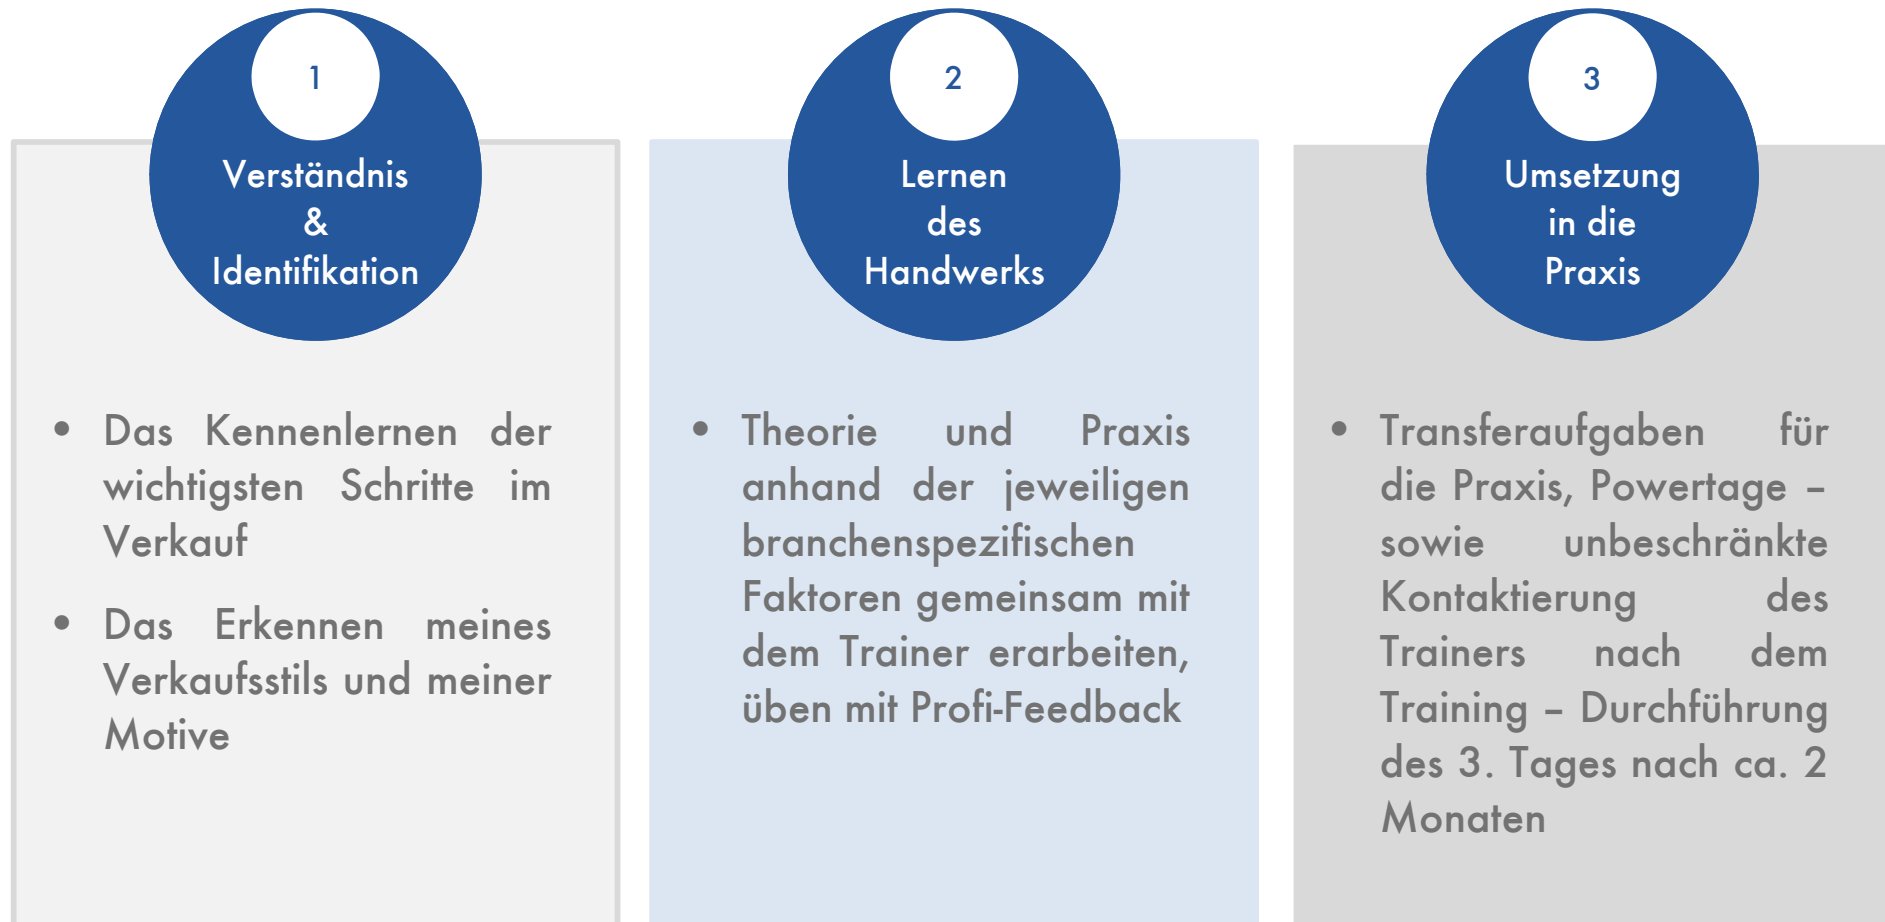 1
Verständnis
&
Identifikation
• Das Kennenlernen der
wichtigsten Schritte im
Verkauf
• Das Erkennen meines
Verkaufsstils und meiner
Motive
2
Lernen
des
Handwerks
• Theorie und Praxis
anhand der jeweiligen
branchenspezifischen
Faktoren gemeinsam mit
dem Trainer erarbeiten,
üben mit Profi-Feedback
3
Umsetzung
in die
Praxis
• Transferaufgaben für
die Praxis, Powertage –
sowie unbeschränkte
Kontaktierung des
Trainers nach dem
Training – Durchführung
des 3. Tages nach ca. 2
Monaten